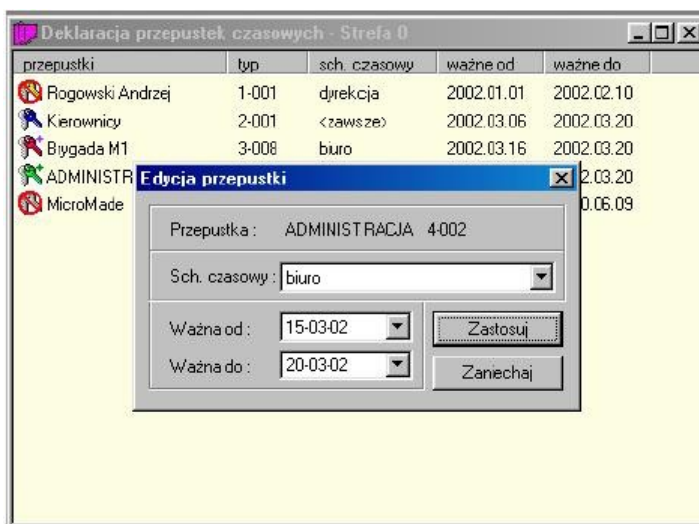 Deklaracja przepustek czasowych - Strefa 0
przepustki typ sch. czasowy ważne od ważne do
Rogowski Andrzej 1-001 dyrekcja 2002.01.01 2002.02.10
Kierownicy 2-001 <zawsze> 2002.03.06 2002.03.20
Brygada M1 3-008 biuro 2002.03.16 2002.03.20
ADMINISTR 2.03.20
MicroMade 0.06.09
Edycja przepustki
Przepustka : ADMINISTRACJA 4-002
Sch. czasowy : biuro
Ważna od : 15-03-02
Zastosuj
Ważna do : 20-03-02
Zaniechaj